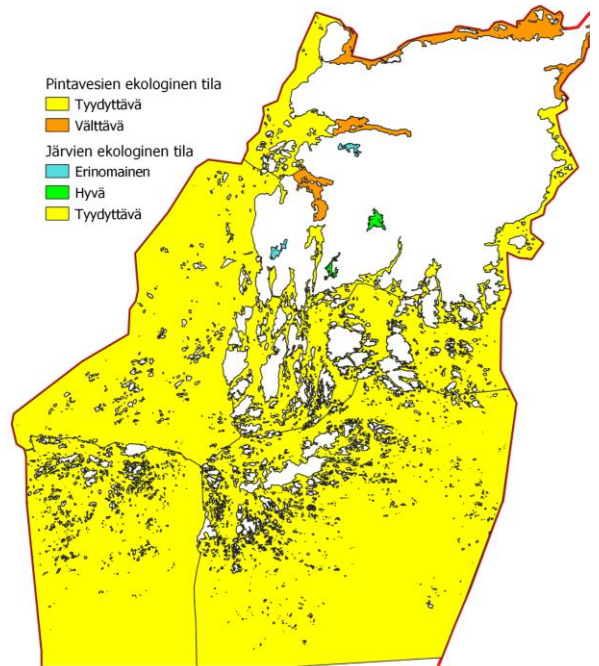 Pintavesien ekologinen tila
Tyydyttävä
Välttävä
Järvien ekologinen tila
Erinomainen
Hyvä
Tyydyttävä